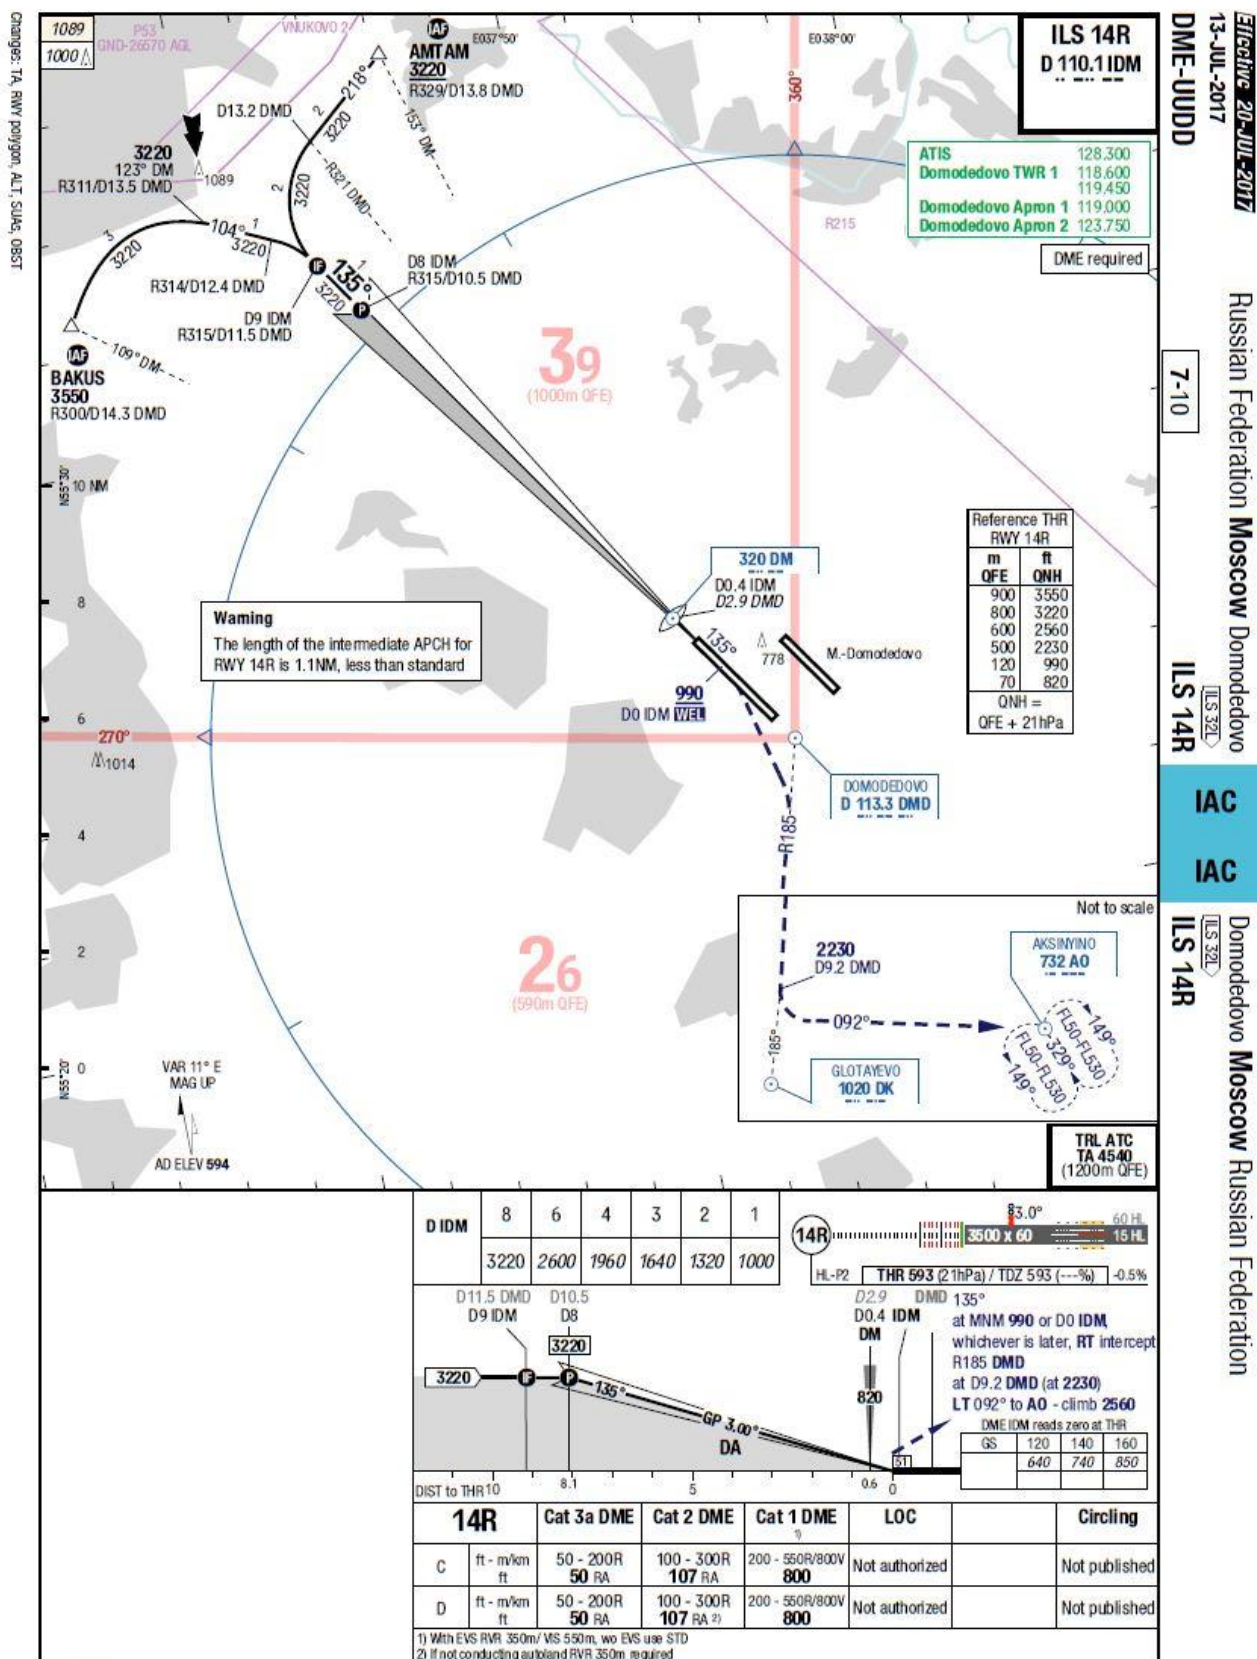 Changes: TA, RWY polygon, ALT, SUAs, OBST
1089
1000
P53
GND-26570 AGL
VNUKOVO 2
IAF
AMTAM
3220
R329/D13.8 DMD
E037°50'
E038°00'
ILS 14R
D 110.1 IDM
Effective 20-JUL-2017
13-JUL-2017
DME-UUDD
218°
2
3220
D13.2 DMD
153° DM
360°
ATIS 128.300
Domodedovo TWR 1 118.600
119.450
Domodedovo Apron 1 119.000
Domodedovo Apron 2 123.750
R215
DME required
3220
123° DM
R311/D13.5 DMD
1089
R321 DMD
2
3220
3
3220
104°
1
3220
R314/D12.4 DMD
IF
135°
1
3220
P
D8 IDM
R315/D10.5 DMD
D9 IDM
R315/D11.5 DMD
IAF
BAKUS
3550
R300/D14.3 DMD
109° DM
39
(1000m QFE)
7-10
Russian Federation Moscow Domodedovo
ILS 32L
ILS 14R
N55°30'
10 NM
8
6
4
2
0
N55°20'
Warning
The length of the intermediate APCH for
RWY 14R is 1.1NM, less than standard
320 DM
D0.4 IDM
D2.9 DMD
135°
778
M.-Domodedovo
990
D0 IDM WEL
Reference THR
RWY 14R
m ft
QFE QNH
900 3550
800 3220
600 2560
500 2230
120 990
70 820
QNH =
QFE + 21hPa
270°
1014
DOMODEDOVO
D 113.3 DMD
R185
IAC
IAC
26
(590m QFE)
Not to scale
2230
D9.2 DMD
AKSINYINO
732 AO
092°
149°
FL50-FL530
329°
FL50-FL530
149°
185°
GLOTAYEVO
1020 DK
ILS 32L
ILS 14R
Domodedovo Moscow Russian Federation
VAR 11° E
MAG UP
AD ELEV 594
TRL ATC
TA 4540
(1200m QFE)
D IDM 8 6 4 3 2 1
3220 2600 1960 1640 1320 1000
14R
3.0°
60 HL
3500 x 60
15 HL
HL-P2
THR 593 (21hPa) / TDZ 593 (---%)
-0.5%
D11.5 DMD D10.5 D2.9 DMD
D9 IDM D8 D0.4 IDM
DM
3220
3220
IF
P
135°
GP 3.00°
DA
820
51
135°
at MNM 990 or D0 IDM,
whichever is later, RT intercept
R185 DMD
at D9.2 DMD (at 2230)
LT 092° to AO - climb 2560
DME IDM reads zero at THR
GS 120 140 160
640 740 850
DIST to THR 10 8.1 5 0.6 0
14R Cat 3a DME Cat 2 DME Cat 1 DME 1) LOC Circling
C ft - m/km 50 - 200R 100 - 300R 200 - 550R/800V Not authorized Not published
ft 50 RA 107 RA 800
D ft - m/km 50 - 200R 100 - 300R 200 - 550R/800V Not authorized Not published
ft 50 RA 107 RA 2) 800
1) With EVS RVR 350m/ VIS 550m, wo EVS use STD
2) If not conducting autoland RVR 350m required